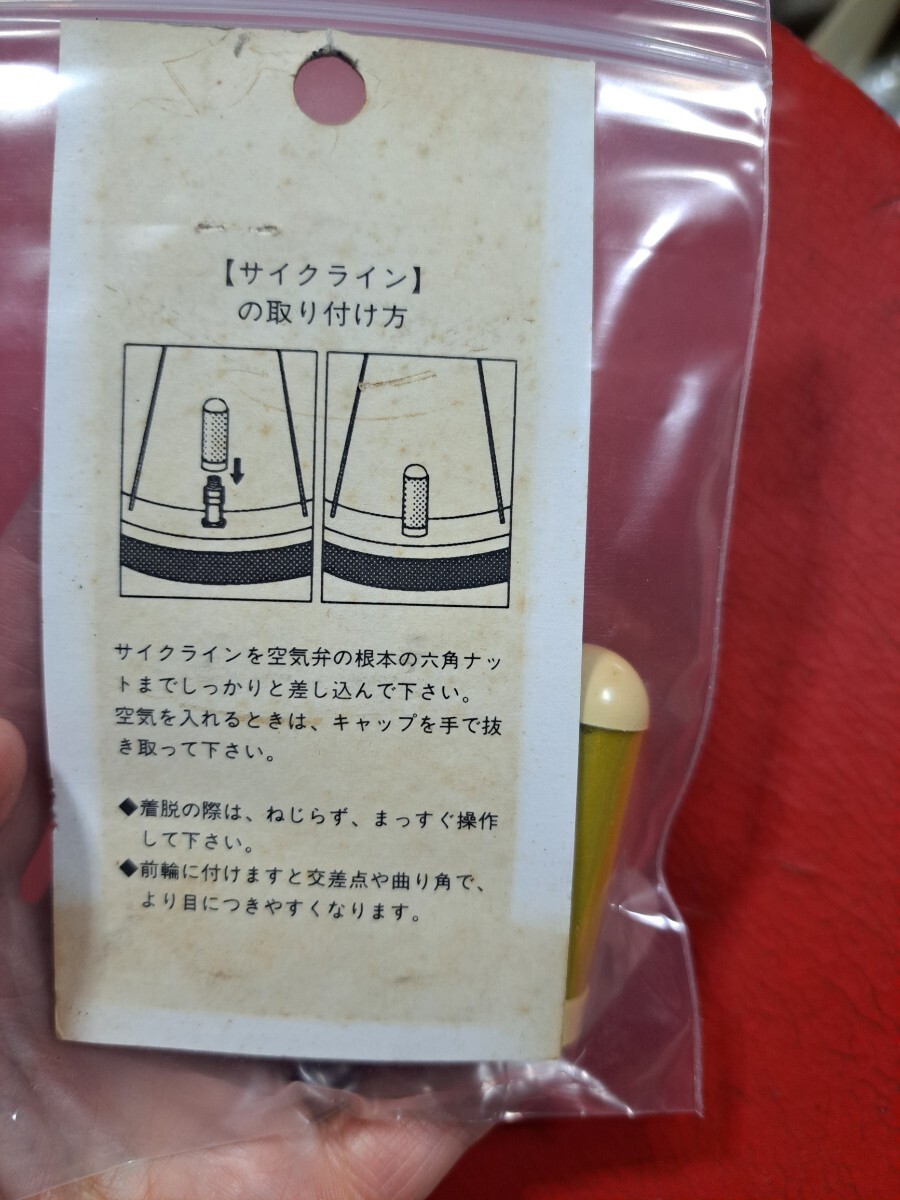 【サイクライン】
の取り付け方
サイクラインを空気弁の根本の六角ナッ
トまでしっかりと差し込んで下さい。
空気を入れるときは、キャップを手で抜
き取って下さい。
◆着脱の際は、ねじらず、まっすぐ操作
して下さい。
◆前輪に付けますと交差点や曲り角で、
より目につきやすくなります。